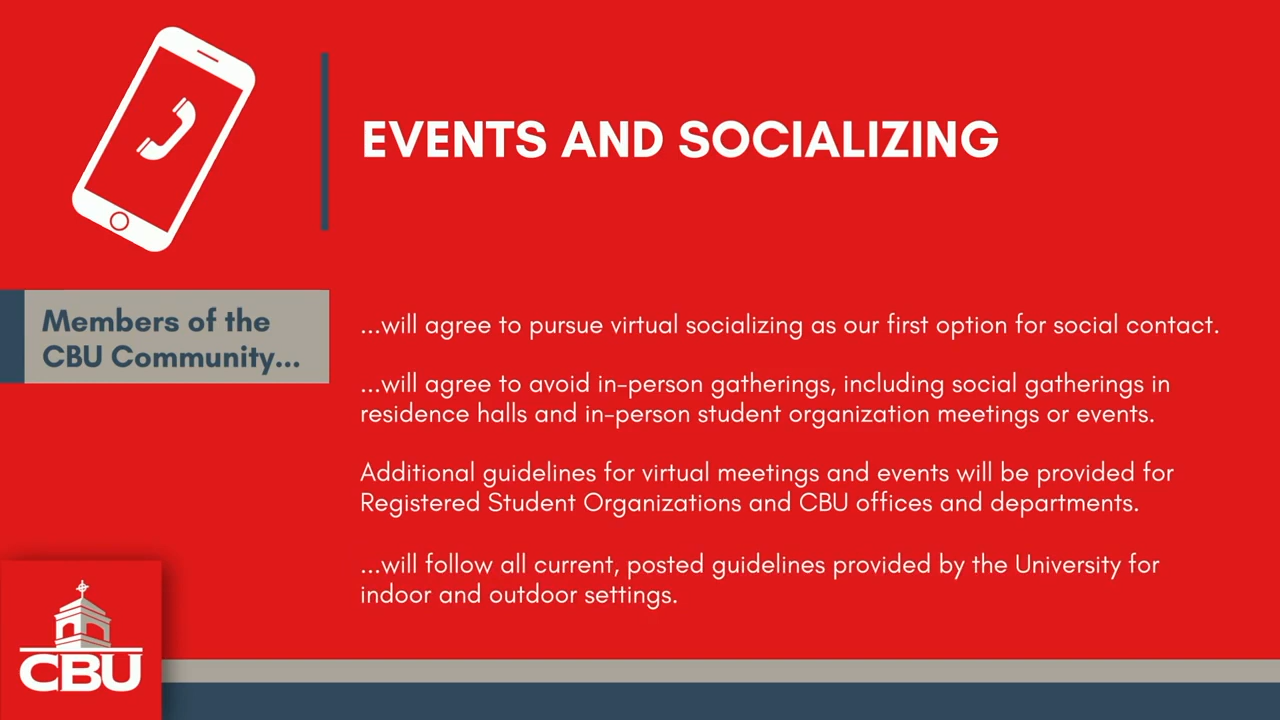 EVENTS AND SOCIALIZING
Members of the
CBU Community...
...will agree to pursue virtual socializing as our first option for social contact.
...will agree to avoid in-person gatherings, including social gatherings in
residence halls and in-person student organization meetings or events.
Additional guidelines for virtual meetings and events will be provided for
Registered Student Organizations and CBU offices and departments.
...will follow all current, posted guidelines provided by the University for
indoor and outdoor settings.
CBU